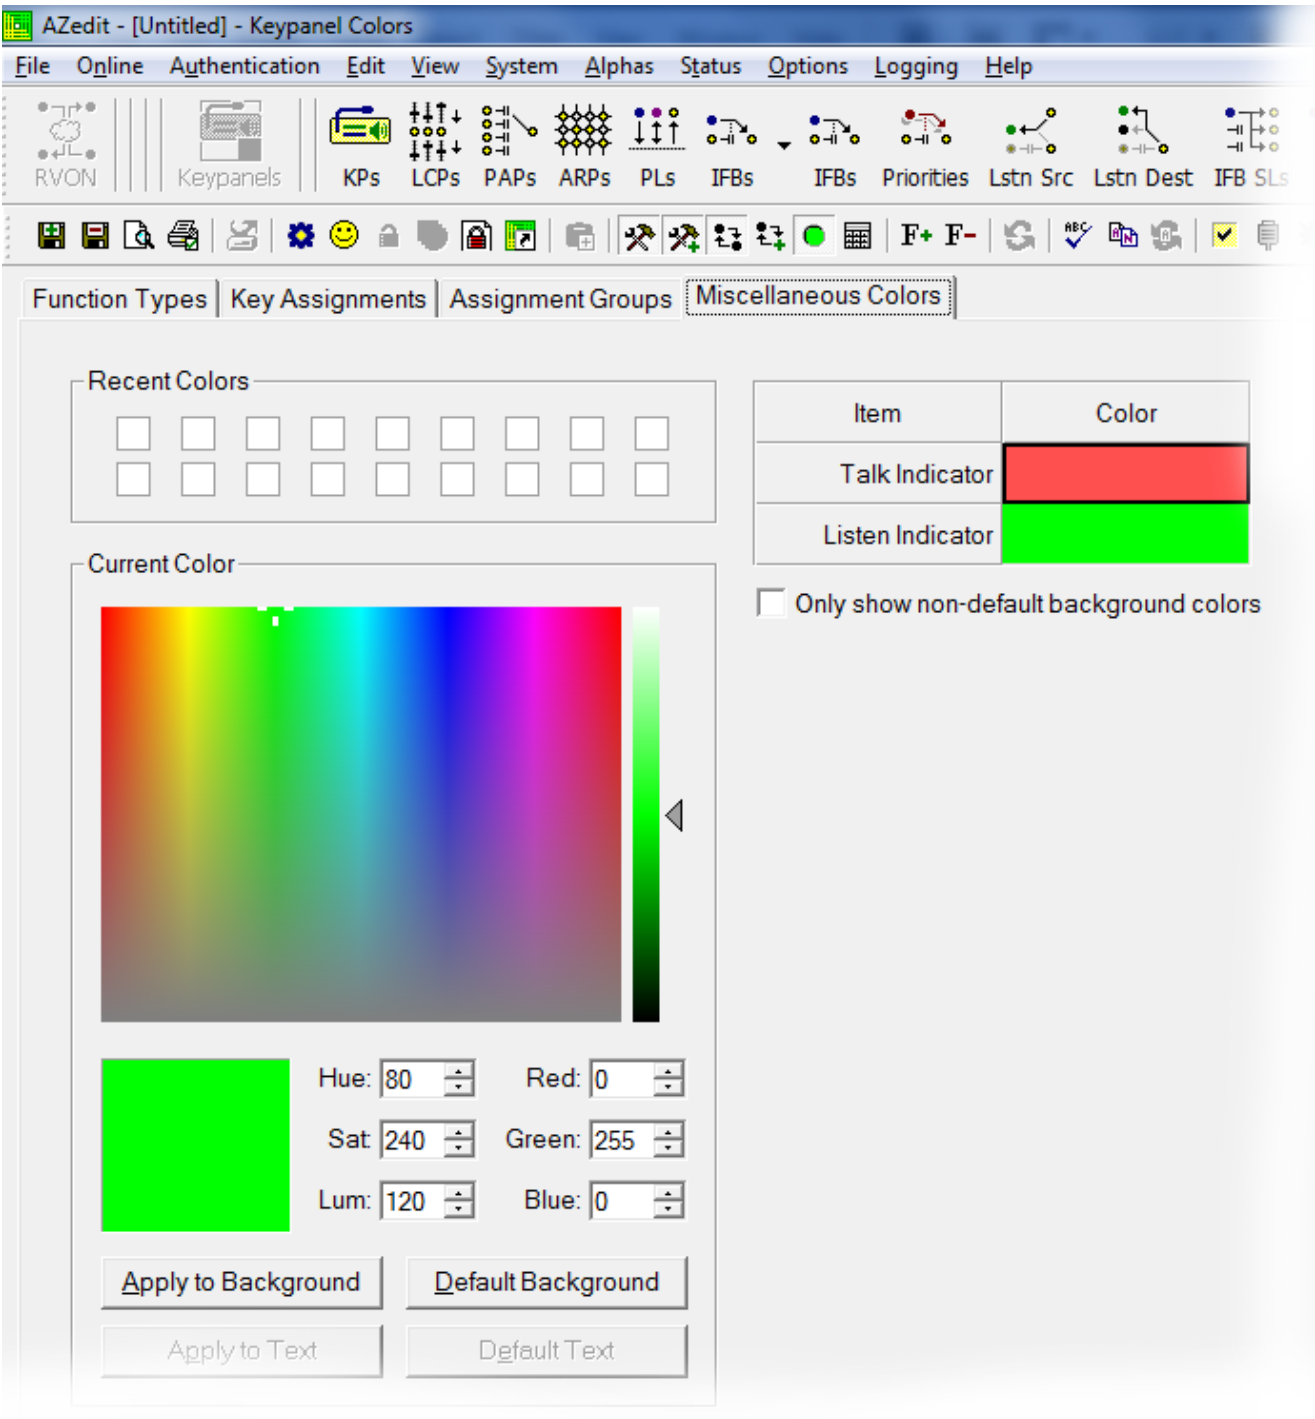 AZedit - [Untitled] - Keypanel Colors
File Online Authentication Edit View System Alphas Status Options Logging Help
RVON Keypanels KPs LCPs PAPs ARPs PLs IFBs IFBs Priorities Lstn Src Lstn Dest IFB SLs
F+ F- ABC
Function Types Key Assignments Assignment Groups Miscellaneous Colors
Recent Colors
Item Color
Talk Indicator
Listen Indicator
Only show non-default background colors
Current Color
Hue: 80 Red: 0
Sat: 240 Green: 255
Lum: 120 Blue: 0
Apply to Background Default Background
Apply to Text Default Text